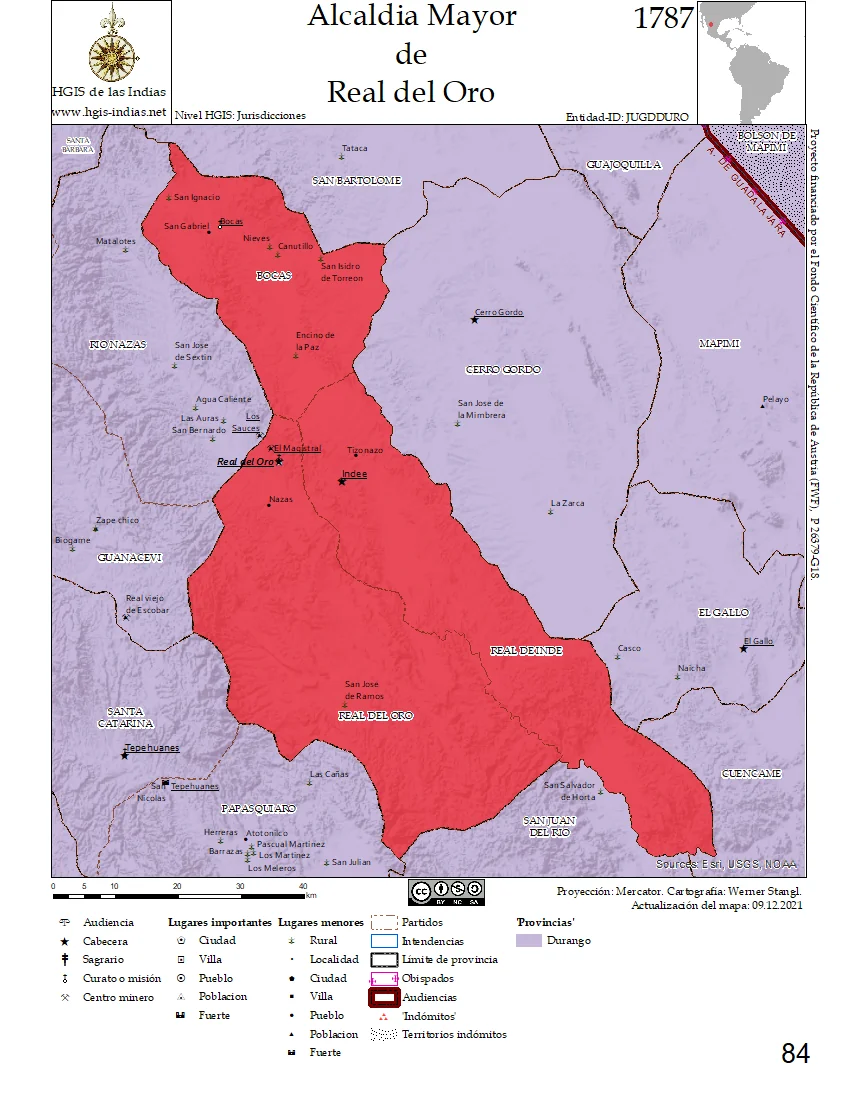 Alcaldia Mayor
de
Real del Oro
1787
HGIS de las Indias
www.hgis-indias.net
Nivel HGIS: Jurisdicciones
Entidad-ID: JUGDDURO
SANTA
BARBARA
Tataca
SAN BARTOLOME
GUAJOQUILLA
BOLSON DE
MAPIMI
A. DE GUADALAJARA
San Ignacio
San Gabriel
Bocas
Matalotes
Nieves
Canutillo
San Isidro
de Torreon
BOCAS
Cerro Gordo
RIO NAZAS
San Jose
de Sextin
Encino de
la Paz
MAPIMI
CERRO GORDO
Agua Caliente
San José de
la Mimbrera
Pelayo
Las Auras
Los
Sauces
San Bernardo
El Magistral
Tizonazo
Real del Oro
Indee
Nazas
La Zarca
Zape chico
Biogame
GUANACEVI
Real viejo
de Escobar
EL GALLO
El Gallo
REAL DE INDE
Casco
Naicha
San José
de Ramos
REAL DEL ORO
SANTA
CATARINA
Tepehuanes
San
Nicolas
Tepehuanes
Las Cañas
CUENCAME
San Salvador
de Horta
PAPASQUIARO
SAN JUAN
DEL RIO
Herreras
Atotonilco
Pascual Martinez
Barrazas
Los Martinez
Los Meleros
San Julian
Sources: Esri, USGS, NOAA
Proyecto financiado por el Fondo Científico de la República de Austria (FWF), P 26379-G18.
0 5 10 20 30 40
km
CC BY NC SA
Proyección: Mercator. Cartografía: Werner Stangl.
Actualización del mapa: 09.12.2021
Audiencia
Cabecera
Sagrario
Curato o misión
Centro minero
Lugares importantes
Ciudad
Villa
Pueblo
Poblacion
Fuerte
Lugares menores
Rural
Localidad
Ciudad
Villa
Pueblo
Poblacion
Fuerte
Partidos
Intendencias
Límite de provincia
Obispados
Audiencias
'Indómitos'
Territorios indómitos
'Provincias'
Durango
84